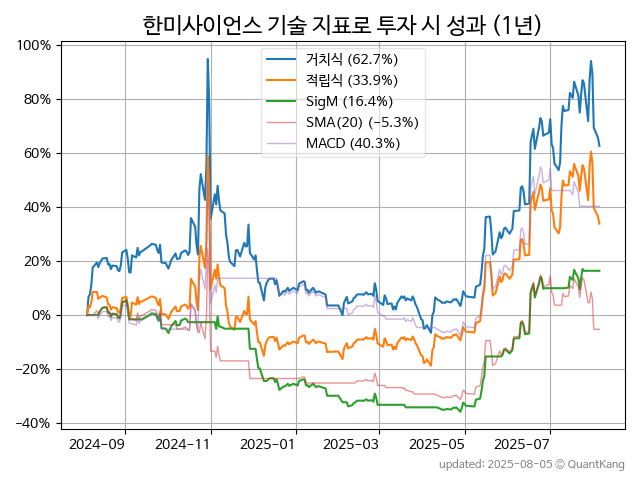 한미사이언스 기술 지표로 투자 시 성과 (1년)
100%
80%
60%
40%
20%
0%
−20%
−40%
거치식 (62.7%)
적립식 (33.9%)
SigM (16.4%)
SMA(20) (−5.3%)
MACD (40.3%)
2024−09
2024−11
2025−01
2025−03
2025−05
2025−07
updated: 2025−08−05 ⓒ QuantKang